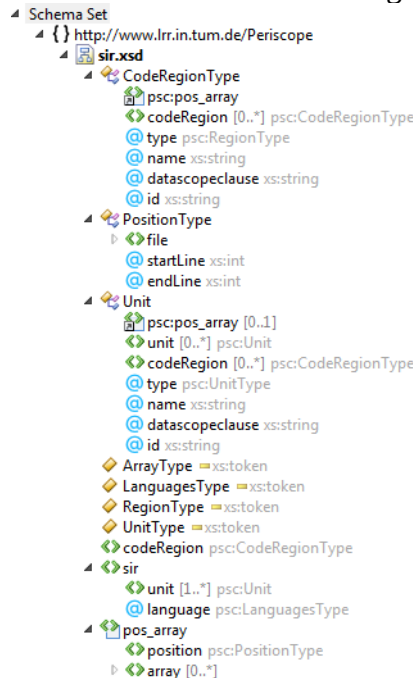 Schema Set
{ } http://www.lrr.in.tum.de/Periscope
sir.xsd
CodeRegionType
psc:pos_array
codeRegion [0..*] psc:CodeRegionType
type psc:RegionType
name xs:string
datascopeclause xs:string
id xs:string
PositionType
file
startLine xs:int
endLine xs:int
Unit
psc:pos_array [0..1]
unit [0..*] psc:Unit
codeRegion [0..*] psc:CodeRegionType
type psc:UnitType
name xs:string
datascopeclause xs:string
id xs:string
ArrayType xs:token
LanguagesType xs:token
RegionType xs:token
UnitType xs:token
codeRegion psc:CodeRegionType
sir
unit [1..*] psc:Unit
language psc:LanguagesType
pos_array
position psc:PositionType
array [0..*]